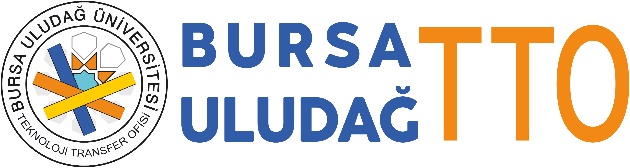 BURSA ULUDAĞ ÜNİVERSİTESİ
TEKNOLOJİ TRANSFER OFİSİ
BURSA
ULUDAĞ
TTO